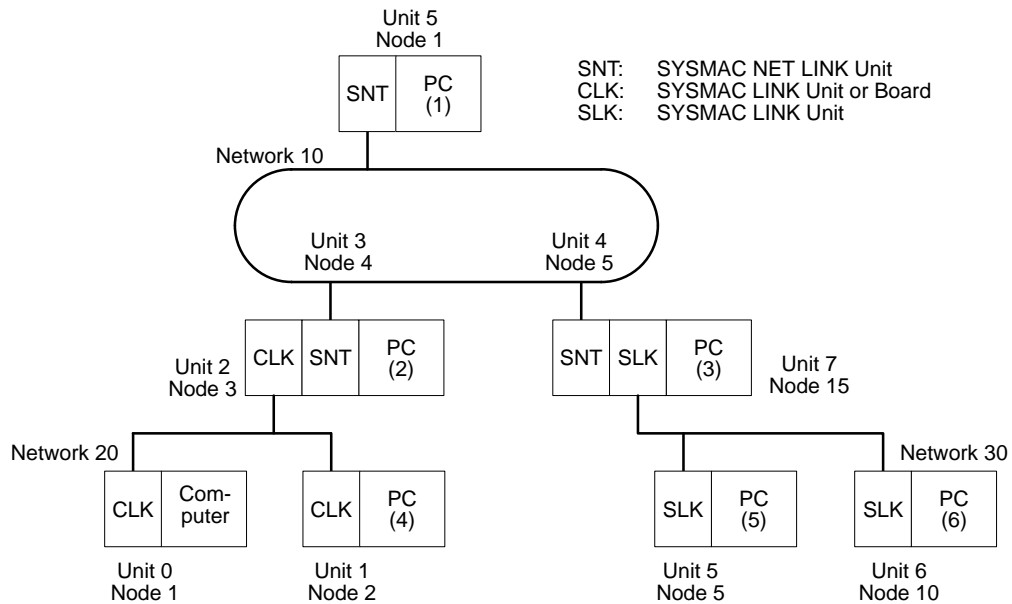 Unit 5
Node 1
SNT
PC
(1)
SNT: SYSMAC NET LINK Unit
CLK: SYSMAC LINK Unit or Board
SLK: SYSMAC LINK Unit
Network 10
Unit 3
Node 4
Unit 4
Node 5
Unit 2
Node 3
CLK
SNT
PC
(2)
SNT
SLK
PC
(3)
Unit 7
Node 15
Network 20
CLK
Com-
puter
CLK
PC
(4)
SLK
PC
(5)
Network 30
SLK
PC
(6)
Unit 0
Node 1
Unit 1
Node 2
Unit 5
Node 5
Unit 6
Node 10